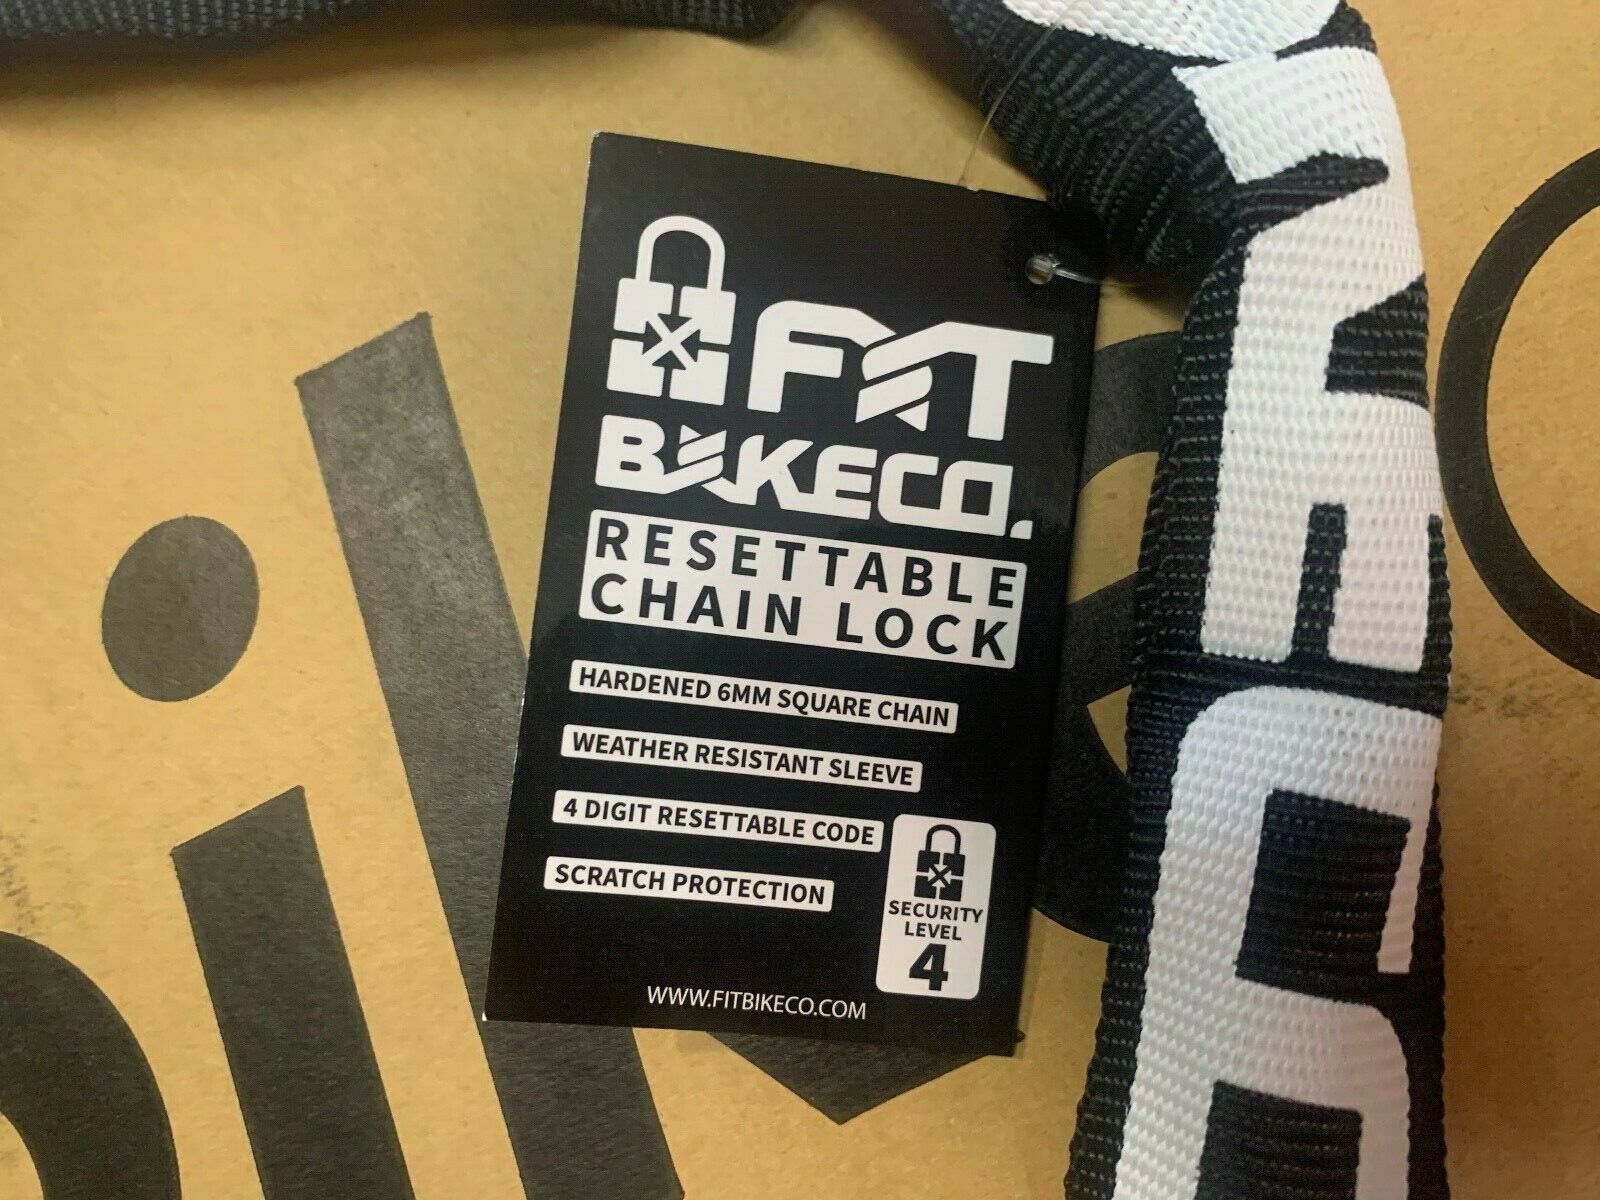 FIT
BIKECO.
RESETTABLE
CHAIN LOCK
HARDENED 6MM SQUARE CHAIN
WEATHER RESISTANT SLEEVE
4 DIGIT RESETTABLE CODE
SCRATCH PROTECTION
SECURITY
LEVEL
4
WWW.FITBIKECO.COM